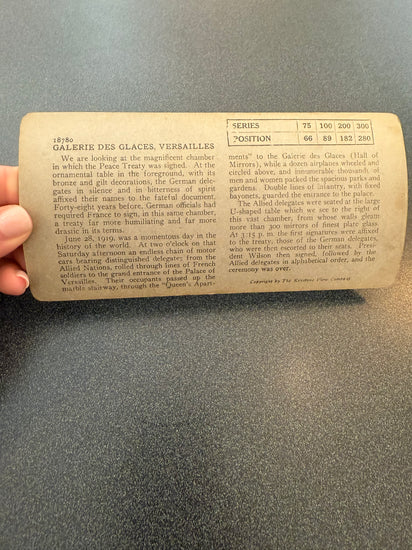 18780
GALERIE DES GLACES, VERSAILLES
We are looking at the magnificent chamber
in which the Peace Treaty was signed. At the
ornamental table in the foreground, with its
bronze and gilt decorations, the German dele-
gates in silence and in bitterness of spirit
affixed their names to the fateful document.
Forty-eight years before, German officials had
required France to sign, in this same chamber,
a treaty far more humiliating and far more
drastic in its terms.
June 28, 1919, was a momentous day in the
history of the world. At two o'clock on that
Saturday afternoon an endless chain of motor
cars bearing distinguished delegates from the
Allied Nations, rolled through lines of French
soldiers to the grand entrance of the Palace of
Versailles. Their occupants passed up the
marble stairway, through the "Queen's Apart-
SERIES 75 100 200 300
POSITION 66 89 182 280
ments" to the Galerie des Glaces (Hall of
Mirrors), while a dozen airplanes wheeled and
circled above, and innumerable thousands of
men and women packed the spacious parks and
gardens. Double lines of infantry, with fixed
bayonets, guarded the entrance to the palace.
The Allied delegates were seated at the large
U-shaped table which we see to the right of
this vast chamber, from whose walls gleam
more than 300 mirrors of finest plate glass.
At 3:15 p. m. the first signatures were affixed
to the treaty, those of the German delegates,
who were then escorted to their seats. Presi-
dent Wilson then signed, followed by the
Allied delegates in alphabetical order, and the
ceremony was over.
Copyright by The Keystone View Company